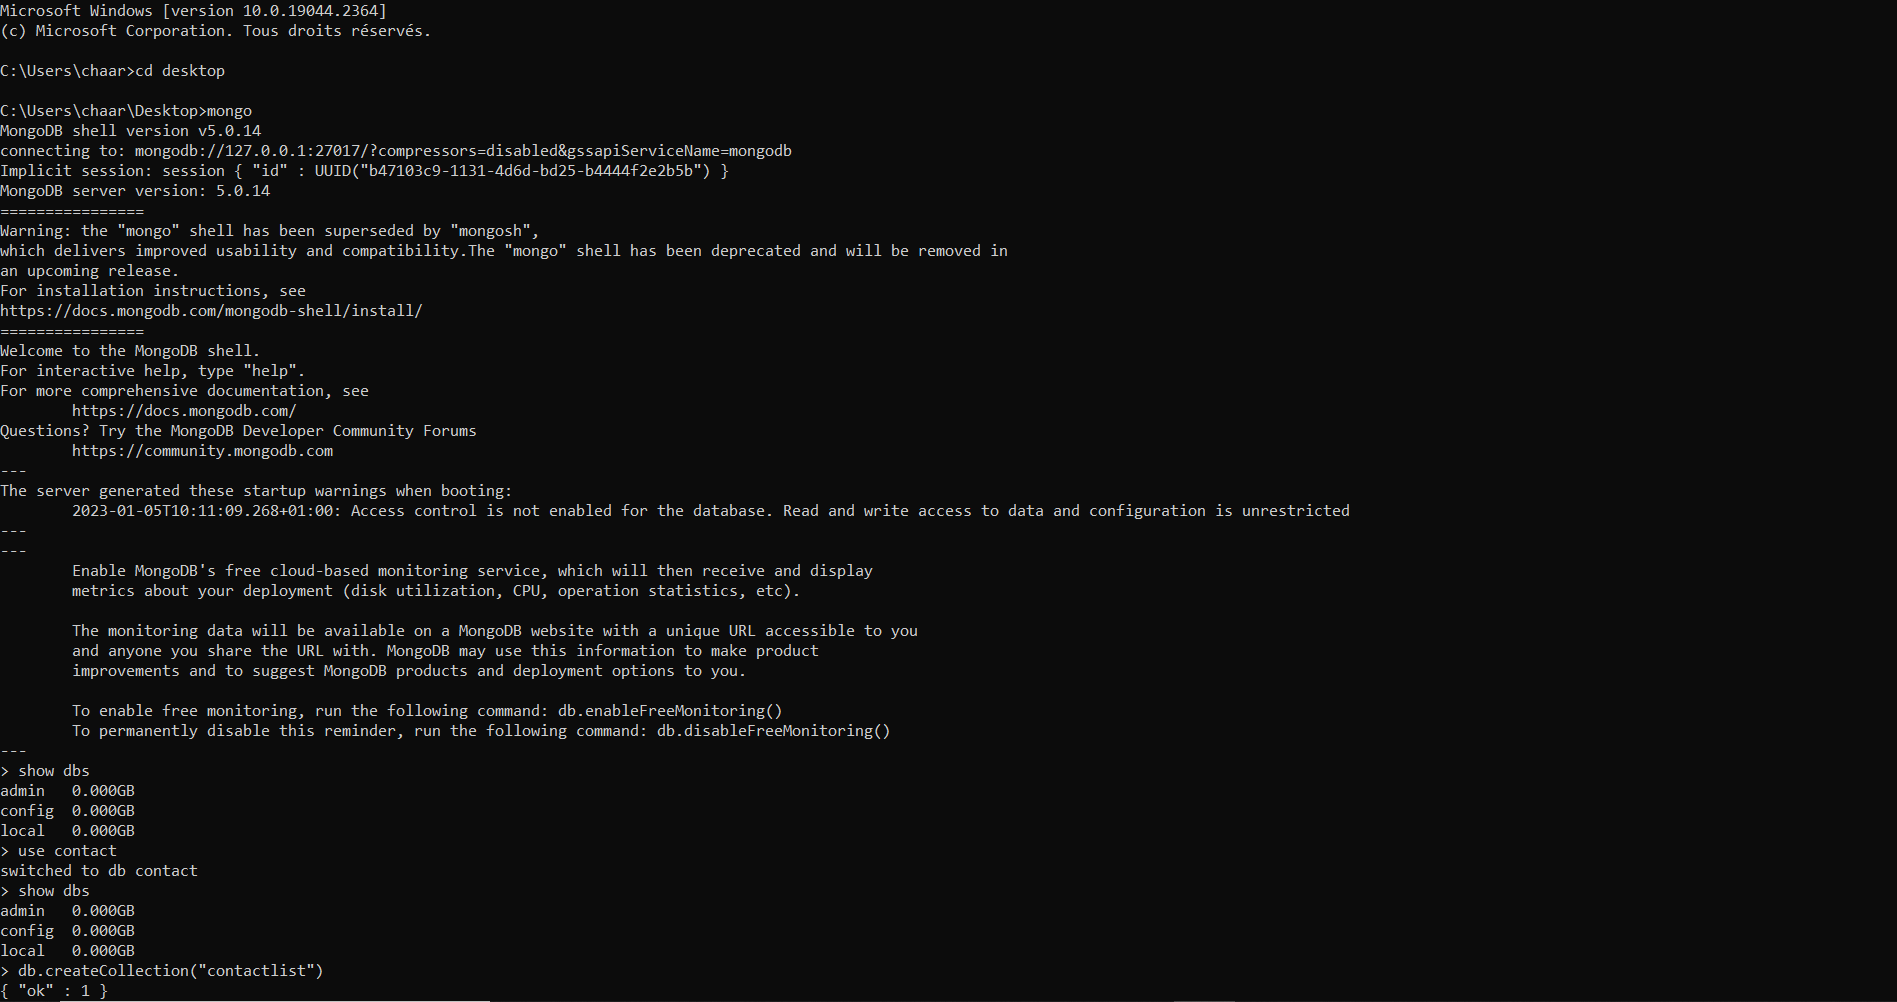 Microsoft Windows [version 10.0.19044.2364]
(c) Microsoft Corporation. Tous droits réservés.
C:\Users\chaar>cd desktop
C:\Users\chaar\Desktop>mongo
MongoDB shell version v5.0.14
connecting to: mongodb://127.0.0.1:27017/?compressors=disabled&gssapiServiceName=mongodb
Implicit session: session { "id" : UUID("b47103c9-1131-4d6d-bd25-b4444f2e2b5b") }
MongoDB server version: 5.0.14
================
Warning: the "mongo" shell has been superseded by "mongosh",
which delivers improved usability and compatibility.The "mongo" shell has been deprecated and will be removed in
an upcoming release.
For installation instructions, see
https://docs.mongodb.com/mongodb-shell/install/
================
Welcome to the MongoDB shell.
For interactive help, type "help".
For more comprehensive documentation, see
        https://docs.mongodb.com/
Questions? Try the MongoDB Developer Community Forums
        https://community.mongodb.com
---
The server generated these startup warnings when booting:
        2023-01-05T10:11:09.268+01:00: Access control is not enabled for the database. Read and write access to data and configuration is unrestricted
---
---
        Enable MongoDB's free cloud-based monitoring service, which will then receive and display
        metrics about your deployment (disk utilization, CPU, operation statistics, etc).
        The monitoring data will be available on a MongoDB website with a unique URL accessible to you
        and anyone you share the URL with. MongoDB may use this information to make product
        improvements and to suggest MongoDB products and deployment options to you.
        To enable free monitoring, run the following command: db.enableFreeMonitoring()
        To permanently disable this reminder, run the following command: db.disableFreeMonitoring()
---
> show dbs
admin   0.000GB
config  0.000GB
local   0.000GB
> use contact
switched to db contact
> show dbs
admin   0.000GB
config  0.000GB
local   0.000GB
> db.createCollection("contactlist")
{ "ok" : 1 }